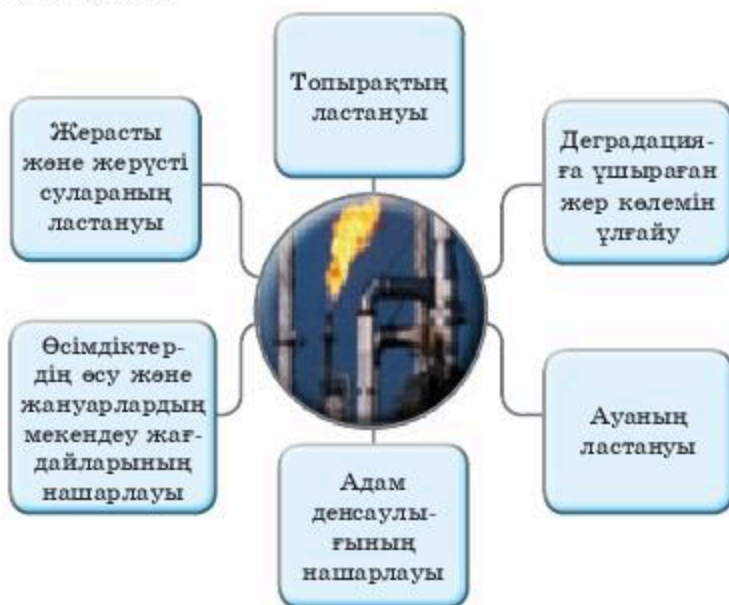 Топырақтың
ластануы
Жерасты
және жерүсті
сулараның
ластануы
Деградация-
ға ұшыраған
жер көлемін
ұлғайу
Өсімдіктер-
дің өсу және
жануарлардың
мекендеу жағ-
дайларының
нашарлауы
Ауаның
ластануы
Адам
денсаулы-
ғының
нашарлауы